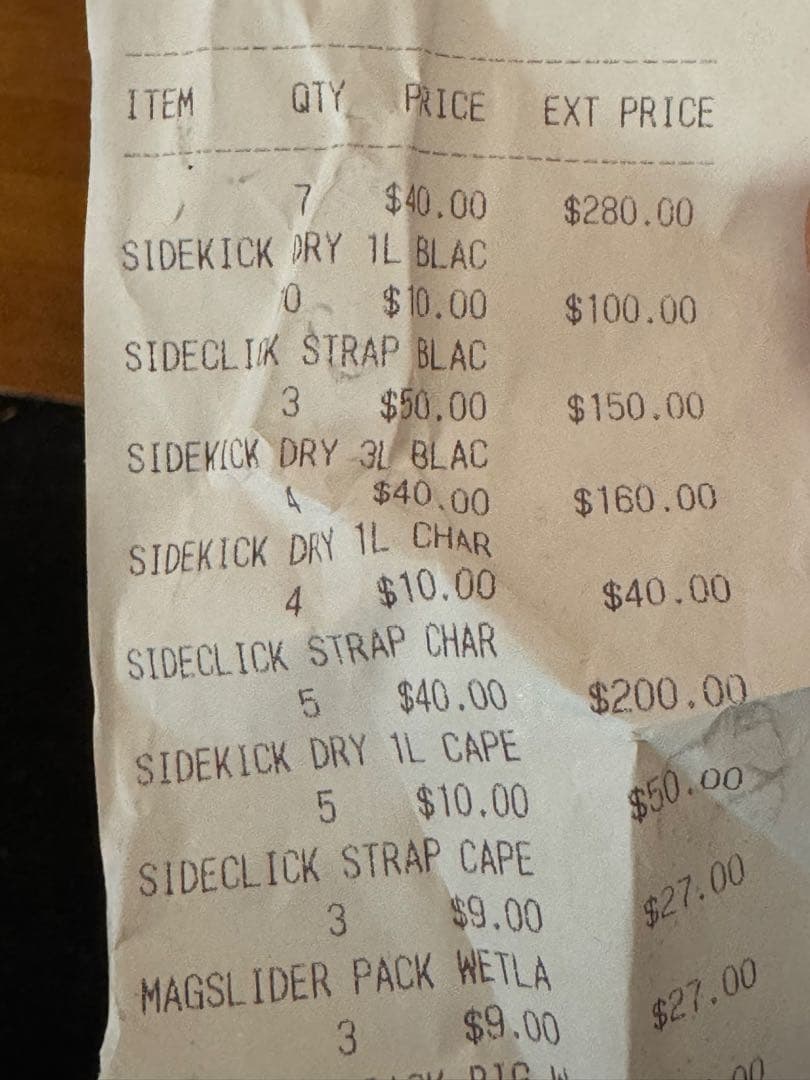 ITEM QTY PRICE EXT PRICE
7 $40.00 $280.00
SIDEKICK DRY 1L BLAC
0 $10.00 $100.00
SIDECLIK STRAP BLAC
3 $50.00 $150.00
SIDEKICK DRY 3L BLAC
4 $40.00 $160.00
SIDEKICK DRY 1L CHAR
4 $10.00 $40.00
SIDECLICK STRAP CHAR
5 $40.00 $200.00
SIDEKICK DRY 1L CAPE
5 $10.00 $50.00
SIDECLICK STRAP CAPE
3 $9.00 $27.00
MAGSLIDER PACK WETLA
3 $9.00 $27.00